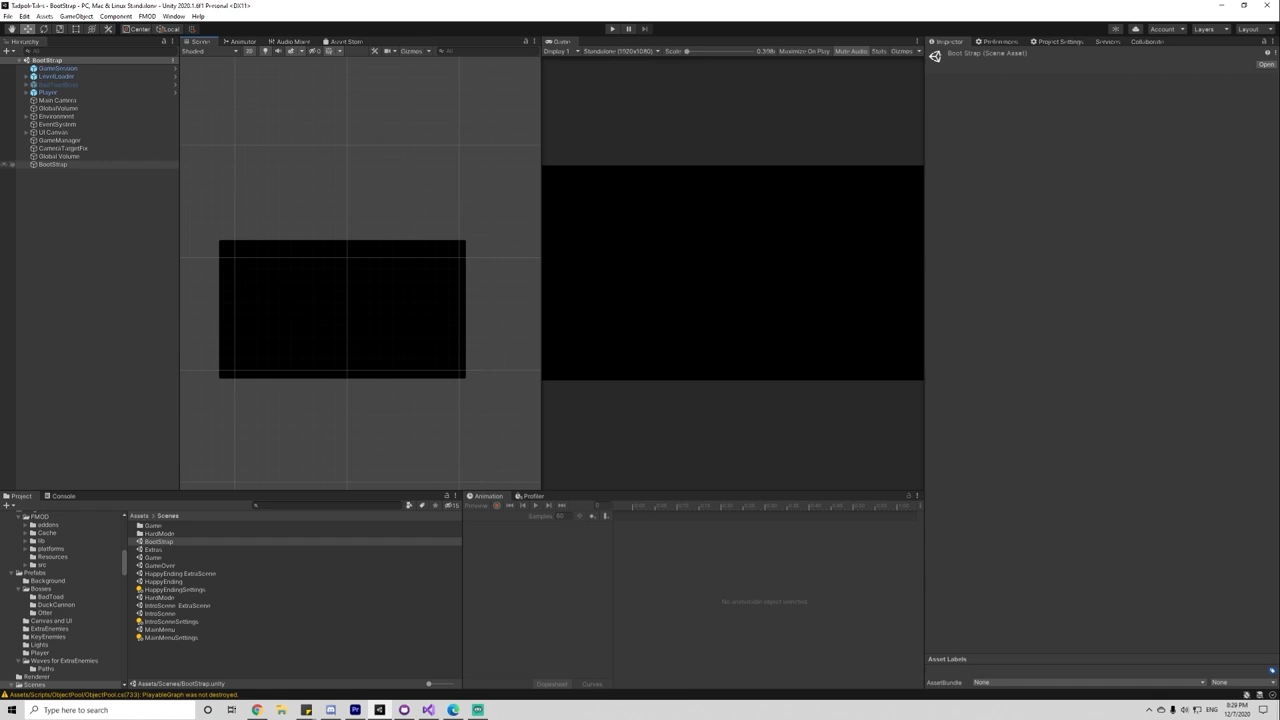 Tadpol-Tales - BootStrap - PC, Mac & Linux Standalone - Unity 2020.1.6f1 Personal <DX11>
File Edit Assets GameObject Component FMOD Window Help
Center Local Account Layers Layout
Hierarchy Scene Animator Audio Mixer Asset Store Game Inspector Preferences Project Settings Services Collaborate
All Shaded 2D Gizmos All Display 1 Standalone (1920x1080) Scale 0.398x Maximize On Play Mute Audio Stats Gizmos
Boot Strap (Scene Asset)
Open
BootStrap
GameSession
LevelLoader
Player
Main Camera
GlobalVolume
Environment
EventSystem
UI Canvas
GameManager
CameraTargetFix
Global Volume
BootStrap
Project Console Animation Profiler
15 Preview 0
Assets > Scenes Samples 60
FMOD
addons
Cache
lib
platforms
Resources
src
Prefabs
Background
Bosses
BadToad
DuckCannon
Otter
Canvas and UI
ExtraEnemies
KeyEnemies
Lights
Player
Waves for ExtraEnemies
Paths
Renderer
Scenes
Game
HardMode
BootStrap
Extras
Game
GameOver
HappyEnding ExtraScene
HappyEnding
HappyEndingSettings
HardMode
IntroScene ExtraScene
IntroScene
IntroSceneSettings
MainMenu
MainMenuSettings
Assets/Scenes/BootStrap.unity
No animatable object selected.
Dopesheet Curves
Asset Labels
AssetBundle None None
Assets/Scripts/ObjectPool/ObjectPool.cs(733): PlayableGraph was not destroyed.
Type here to search
ENG
8:29 PM
12/7/2020